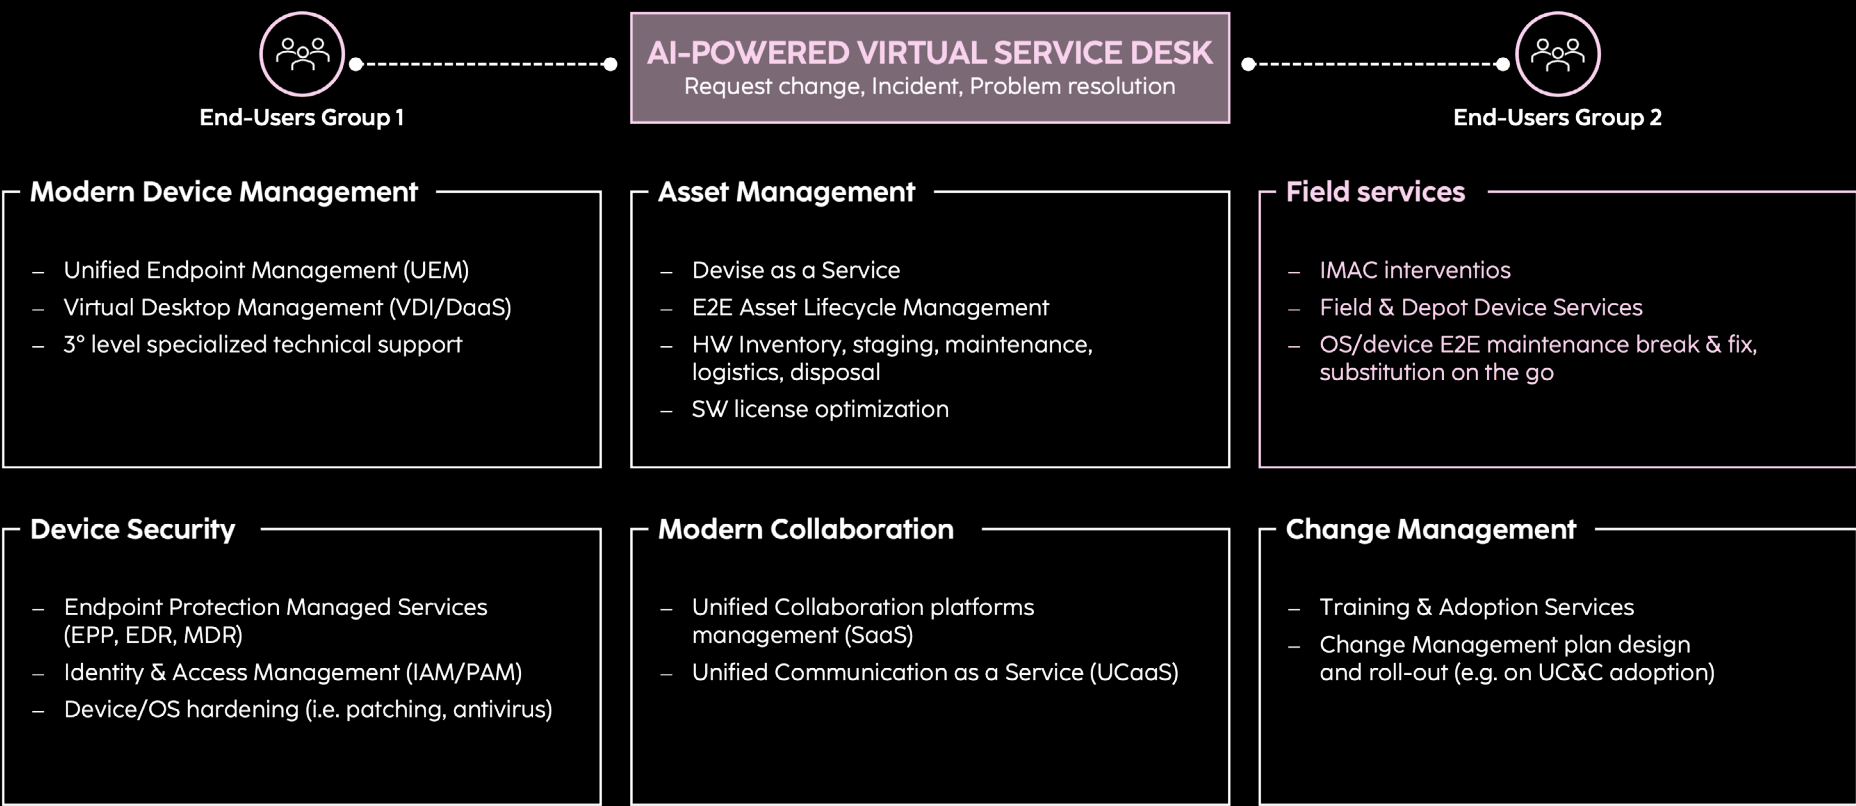 AI-POWERED VIRTUAL SERVICE DESK
Request change, Incident, Problem resolution
End-Users Group 1
End-Users Group 2
Modern Device Management
– Unified Endpoint Management (UEM)
– Virtual Desktop Management (VDI/DaaS)
– 3° level specialized technical support
Asset Management
– Devise as a Service
– E2E Asset Lifecycle Management
– HW Inventory, staging, maintenance,
logistics, disposal
– SW license optimization
Field services
– IMAC interventios
– Field & Depot Device Services
– OS/device E2E maintenance break & fix,
substitution on the go
Device Security
– Endpoint Protection Managed Services
(EPP, EDR, MDR)
– Identity & Access Management (IAM/PAM)
– Device/OS hardening (i.e. patching, antivirus)
Modern Collaboration
– Unified Collaboration platforms
management (SaaS)
– Unified Communication as a Service (UCaaS)
Change Management
– Training & Adoption Services
– Change Management plan design
and roll-out (e.g. on UC&C adoption)